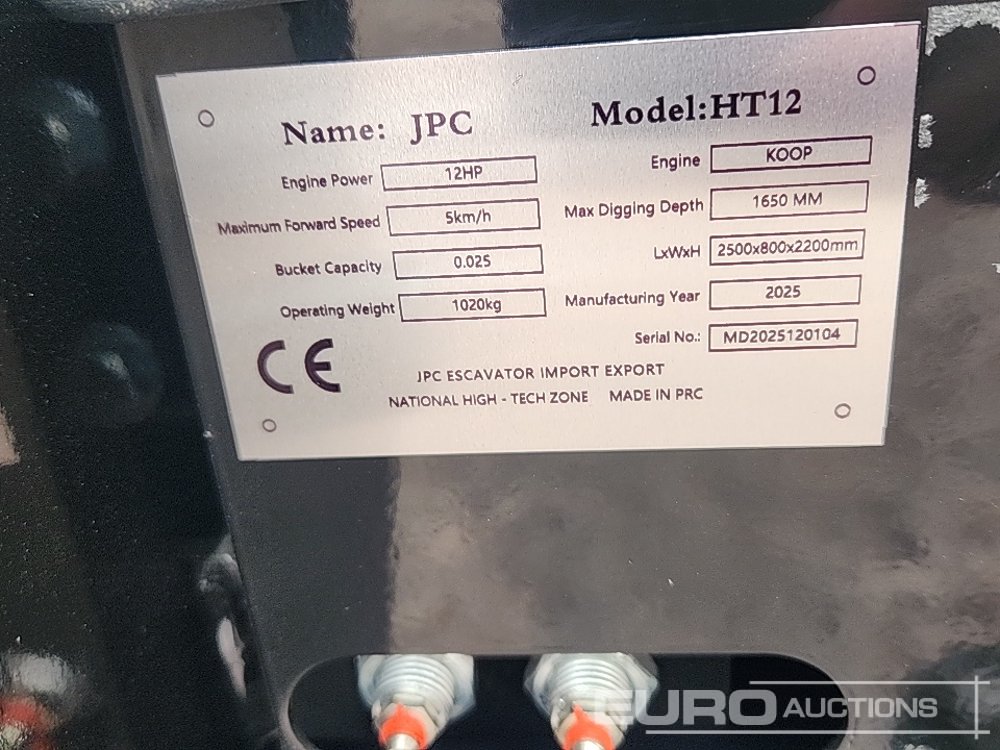 Name: JPC Model:HT12
Engine Power 12HP Engine KOOP
Maximum Forward Speed 5km/h Max Digging Depth 1650 MM
Bucket Capacity 0.025 LxWxH 2500x800x2200mm
Operating Weight 1020kg Manufacturing Year 2025
Serial No.: MD2025120104
CE JPC ESCAVATOR IMPORT EXPORT
NATIONAL HIGH - TECH ZONE MADE IN PRC
EURO AUCTIONS